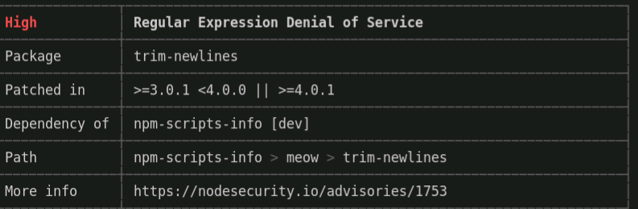 High Regular Expression Denial of Service
Package trim-newlines
Patched in >=3.0.1 <4.0.0 || >=4.0.1
Dependency of npm-scripts-info [dev]
Path npm-scripts-info > meow > trim-newlines
More info https://nodesecurity.io/advisories/1753